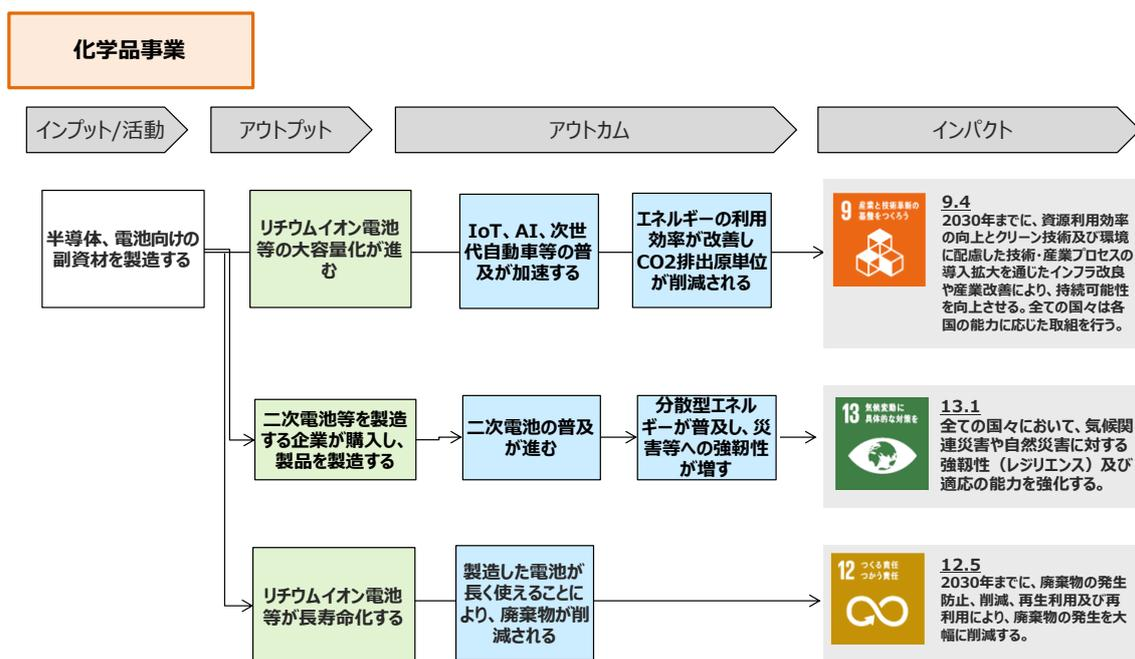 化学品事業
インプット/活動
アウトプット
アウトカム
インパクト
半導体、電池向けの
副資材を製造する
リチウムイオン電池
等の大容量化が進
む
IoT、AI、次世
代自動車等の普
及が加速する
エネルギーの利用
効率が改善し
CO2排出原単位
が削減される
9 産業と技術革新の
基盤をつくろう
9.4
2030年までに、資源利用効率
の向上とクリーン技術及び環境
に配慮した技術・産業プロセスの
導入拡大を通じたインフラ改良
や産業改善により、持続可能性
を向上させる。全ての国々は各
国の能力に応じた取組を行う。
二次電池等を製造
する企業が購入し、
製品を製造する
二次電池の普及
が進む
分散型エネル
ギーが普及し、災
害等への強靭性
が増す
13 気候変動に
具体的な対策を
13.1
全ての国々において、気候関
連災害や自然災害に対する
強靱性（レジリエンス）及び
適応の能力を強化する。
リチウムイオン電池
等が長寿命化する
製造した電池が
長く使えることに
より、廃棄物が削
減される
12 つくる責任
つかう責任
12.5
2030年までに、廃棄物の発生
防止、削減、再生利用及び再
利用により、廃棄物の発生を大
幅に削減する。